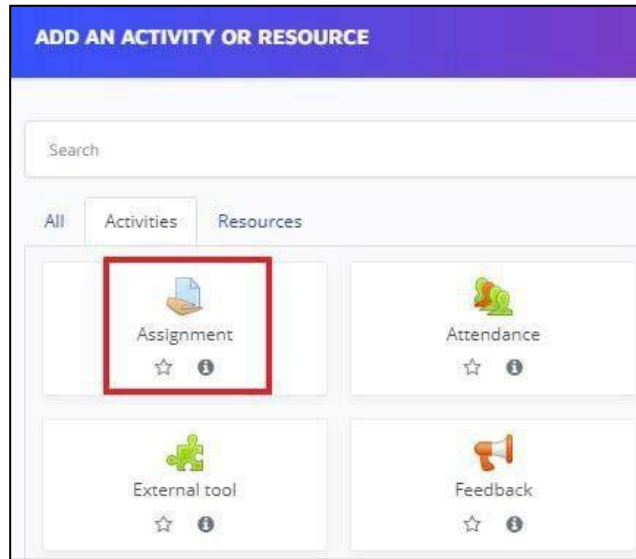 ADD AN ACTIVITY OR RESOURCE
Search
All Activities Resources
Assignment Attendance
External tool Feedback